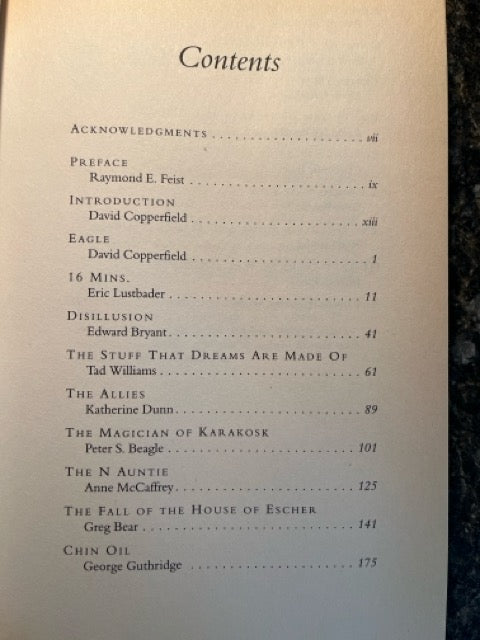 Contents
ACKNOWLEDGMENTS . . . . . . . . . . . . . . . . . . . . vii
PREFACE
Raymond E. Feist . . . . . . . . . . . . . . . . . . . . . . . ix
INTRODUCTION
David Copperfield . . . . . . . . . . . . . . . . . . . . . . xiii
EAGLE
David Copperfield . . . . . . . . . . . . . . . . . . . . . . . 1
16 MINS.
Eric Lustbader . . . . . . . . . . . . . . . . . . . . . . . . . 11
DISILLUSION
Edward Bryant . . . . . . . . . . . . . . . . . . . . . . . . . 41
THE STUFF THAT DREAMS ARE MADE OF
Tad Williams . . . . . . . . . . . . . . . . . . . . . . . . . . 61
THE ALLIES
Katherine Dunn . . . . . . . . . . . . . . . . . . . . . . . . 89
THE MAGICIAN OF KARAKOSK
Peter S. Beagle . . . . . . . . . . . . . . . . . . . . . . . . 101
THE N AUNTIE
Anne McCaffrey . . . . . . . . . . . . . . . . . . . . . . . 125
THE FALL OF THE HOUSE OF ESCHER
Greg Bear . . . . . . . . . . . . . . . . . . . . . . . . . . . . 141
CHIN OIL
George Guthridge . . . . . . . . . . . . . . . . . . . . . 175